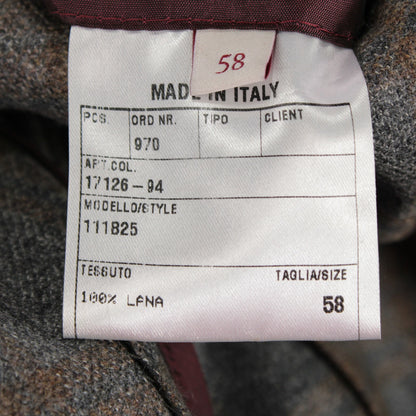 58
MADE IN ITALY
PCS. ORD NR. TIPO CLIENT
970
ART.COL.
17126-94
MODELLO/STYLE
111B25
TESSUTO TAGLIA/SIZE
100% LANA 58